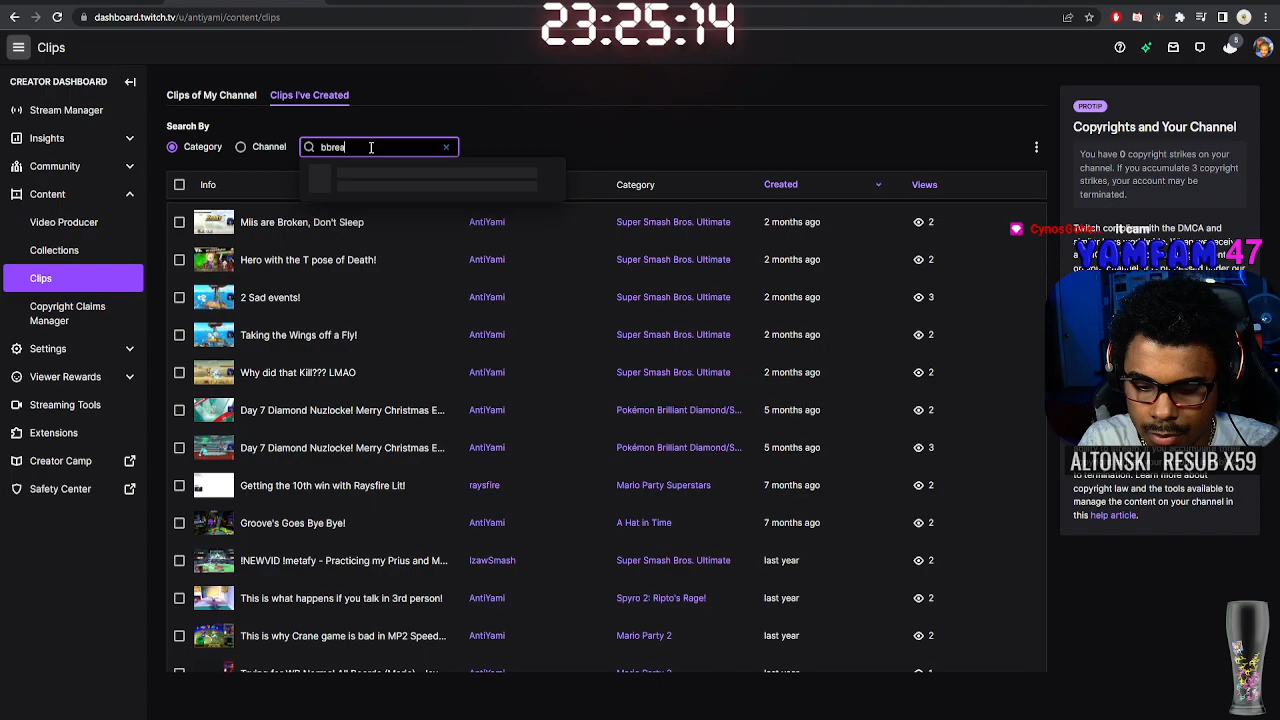 dashboard.twitch.tv/u/antiyami/content/clips
23:25:14
Clips
5
CREATOR DASHBOARD
Stream Manager
Insights
Community
Content
Video Producer
Collections
Clips
Copyright Claims
Manager
Settings
Viewer Rewards
Streaming Tools
Extensions
Creator Camp
Safety Center
Clips of My Channel
Clips I've Created
Search By
Category
Channel
bbrea
Info
Category
Created
Views
Miis are Broken, Don't Sleep AntiYami Super Smash Bros. Ultimate 2 months ago 2
Hero with the T pose of Death! AntiYami Super Smash Bros. Ultimate 2 months ago 2
2 Sad events! AntiYami Super Smash Bros. Ultimate 2 months ago 3
Taking the Wings off a Fly! AntiYami Super Smash Bros. Ultimate 2 months ago 2
Why did that Kill??? LMAO AntiYami Super Smash Bros. Ultimate 2 months ago 2
Day 7 Diamond Nuzlocke! Merry Christmas E... AntiYami Pokémon Brilliant Diamond/S... 5 months ago 2
Day 7 Diamond Nuzlocke! Merry Christmas E... AntiYami Pokémon Brilliant Diamond/S... 5 months ago 3
Getting the 10th win with Raysfire Lit! raysfire Mario Party Superstars 7 months ago 2
Groove's Goes Bye Bye! AntiYami A Hat in Time 7 months ago 2
!NEWVID !metafy - Practicing my Prius and M... IzawSmash Super Smash Bros. Ultimate last year 2
This is what happens if you talk in 3rd person! AntiYami Spyro 2: Ripto's Rage! last year 2
This is why Crane game is bad in MP2 Speed... AntiYami Mario Party 2 last year 2
PROTIP
Copyrights and Your Channel
You have 0 copyright strikes on your
channel. If you accumulate 3 copyright
strikes, your account may be
terminated.
it can
YAMFAM 47
ALTONSKI RESUB X59
to termination. Learn more about
copyright law and the tools available to
manage the content on your channel in
this help article.